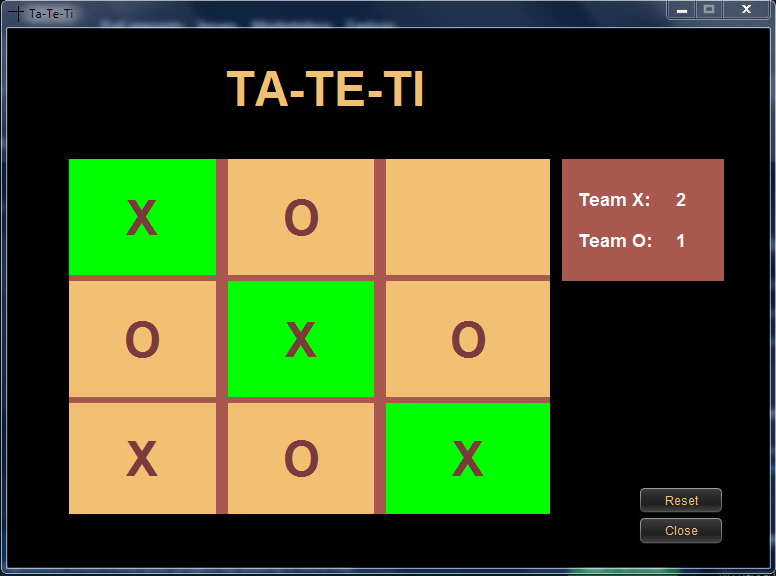 Ta-Te-Ti
TA-TE-TI
X O
Team X: 2
Team O: 1
O X O
X O X
Reset
Close